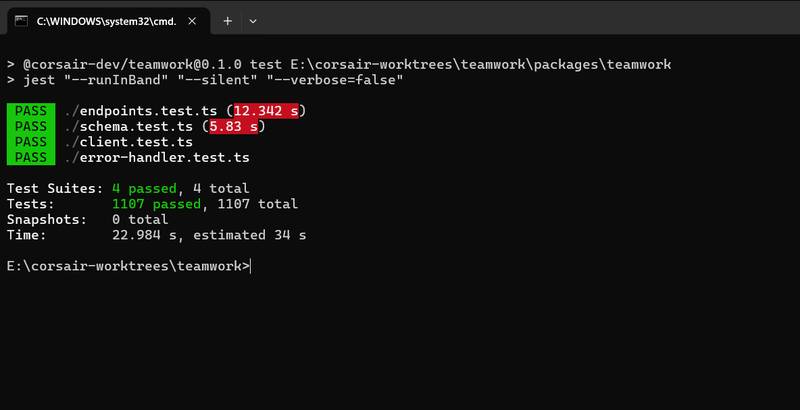 C:\WINDOWS\system32\cmd.
> @corsair-dev/teamwork@0.1.0 test E:\corsair-worktrees\teamwork\packages\teamwork
> jest "--runInBand" "--silent" "--verbose=false"
PASS ./endpoints.test.ts (12.342 s)
PASS ./schema.test.ts (5.83 s)
PASS ./client.test.ts
PASS ./error-handler.test.ts
Test Suites: 4 passed, 4 total
Tests: 1107 passed, 1107 total
Snapshots: 0 total
Time: 22.984 s, estimated 34 s
E:\corsair-worktrees\teamwork>